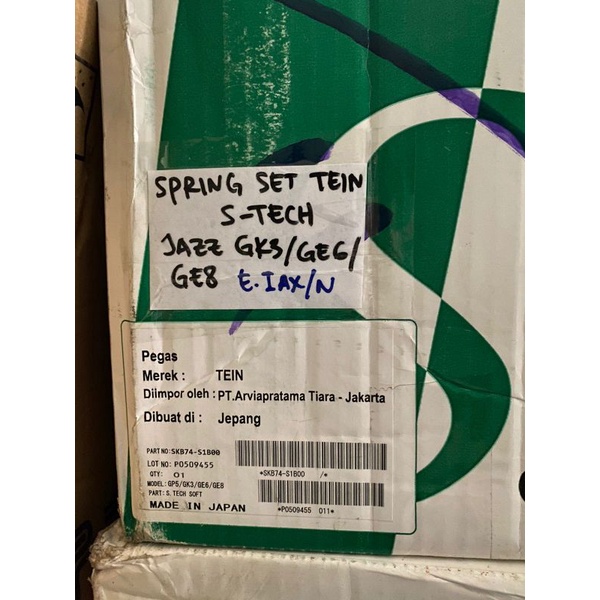 SPRING SET TEIN
S-TECH
JAZZ GK3/GE6/
GE8 E.IAX/N
Pegas
Merek : TEIN
Diimpor oleh : PT.Arviapratama Tiara - Jakarta
Dibuat di : Jepang
PART NO:SKB74-S1B00
LOT NO: P0509455
QTY: 01
MODEL: GP5/GK3/GE6/GE8
PART: S.TECH SOFT
MADE IN JAPAN
*SKB74-S1B00 /*
*P0509455 011*